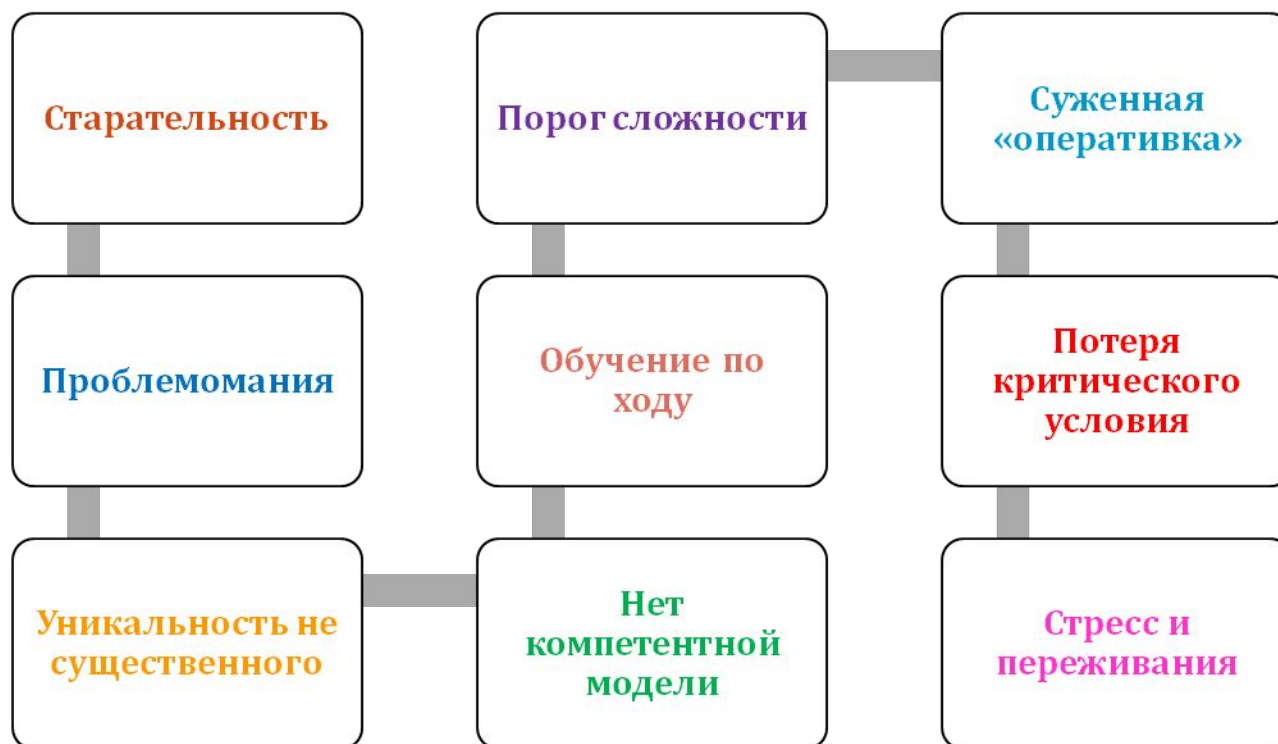 Старательность
Проблемомания
Уникальность не
существенного
Нет
компетентной
модели
Обучение по
ходу
Порог сложности
Суженная
«оперативка»
Потеря
критического
условия
Стресс и
переживания